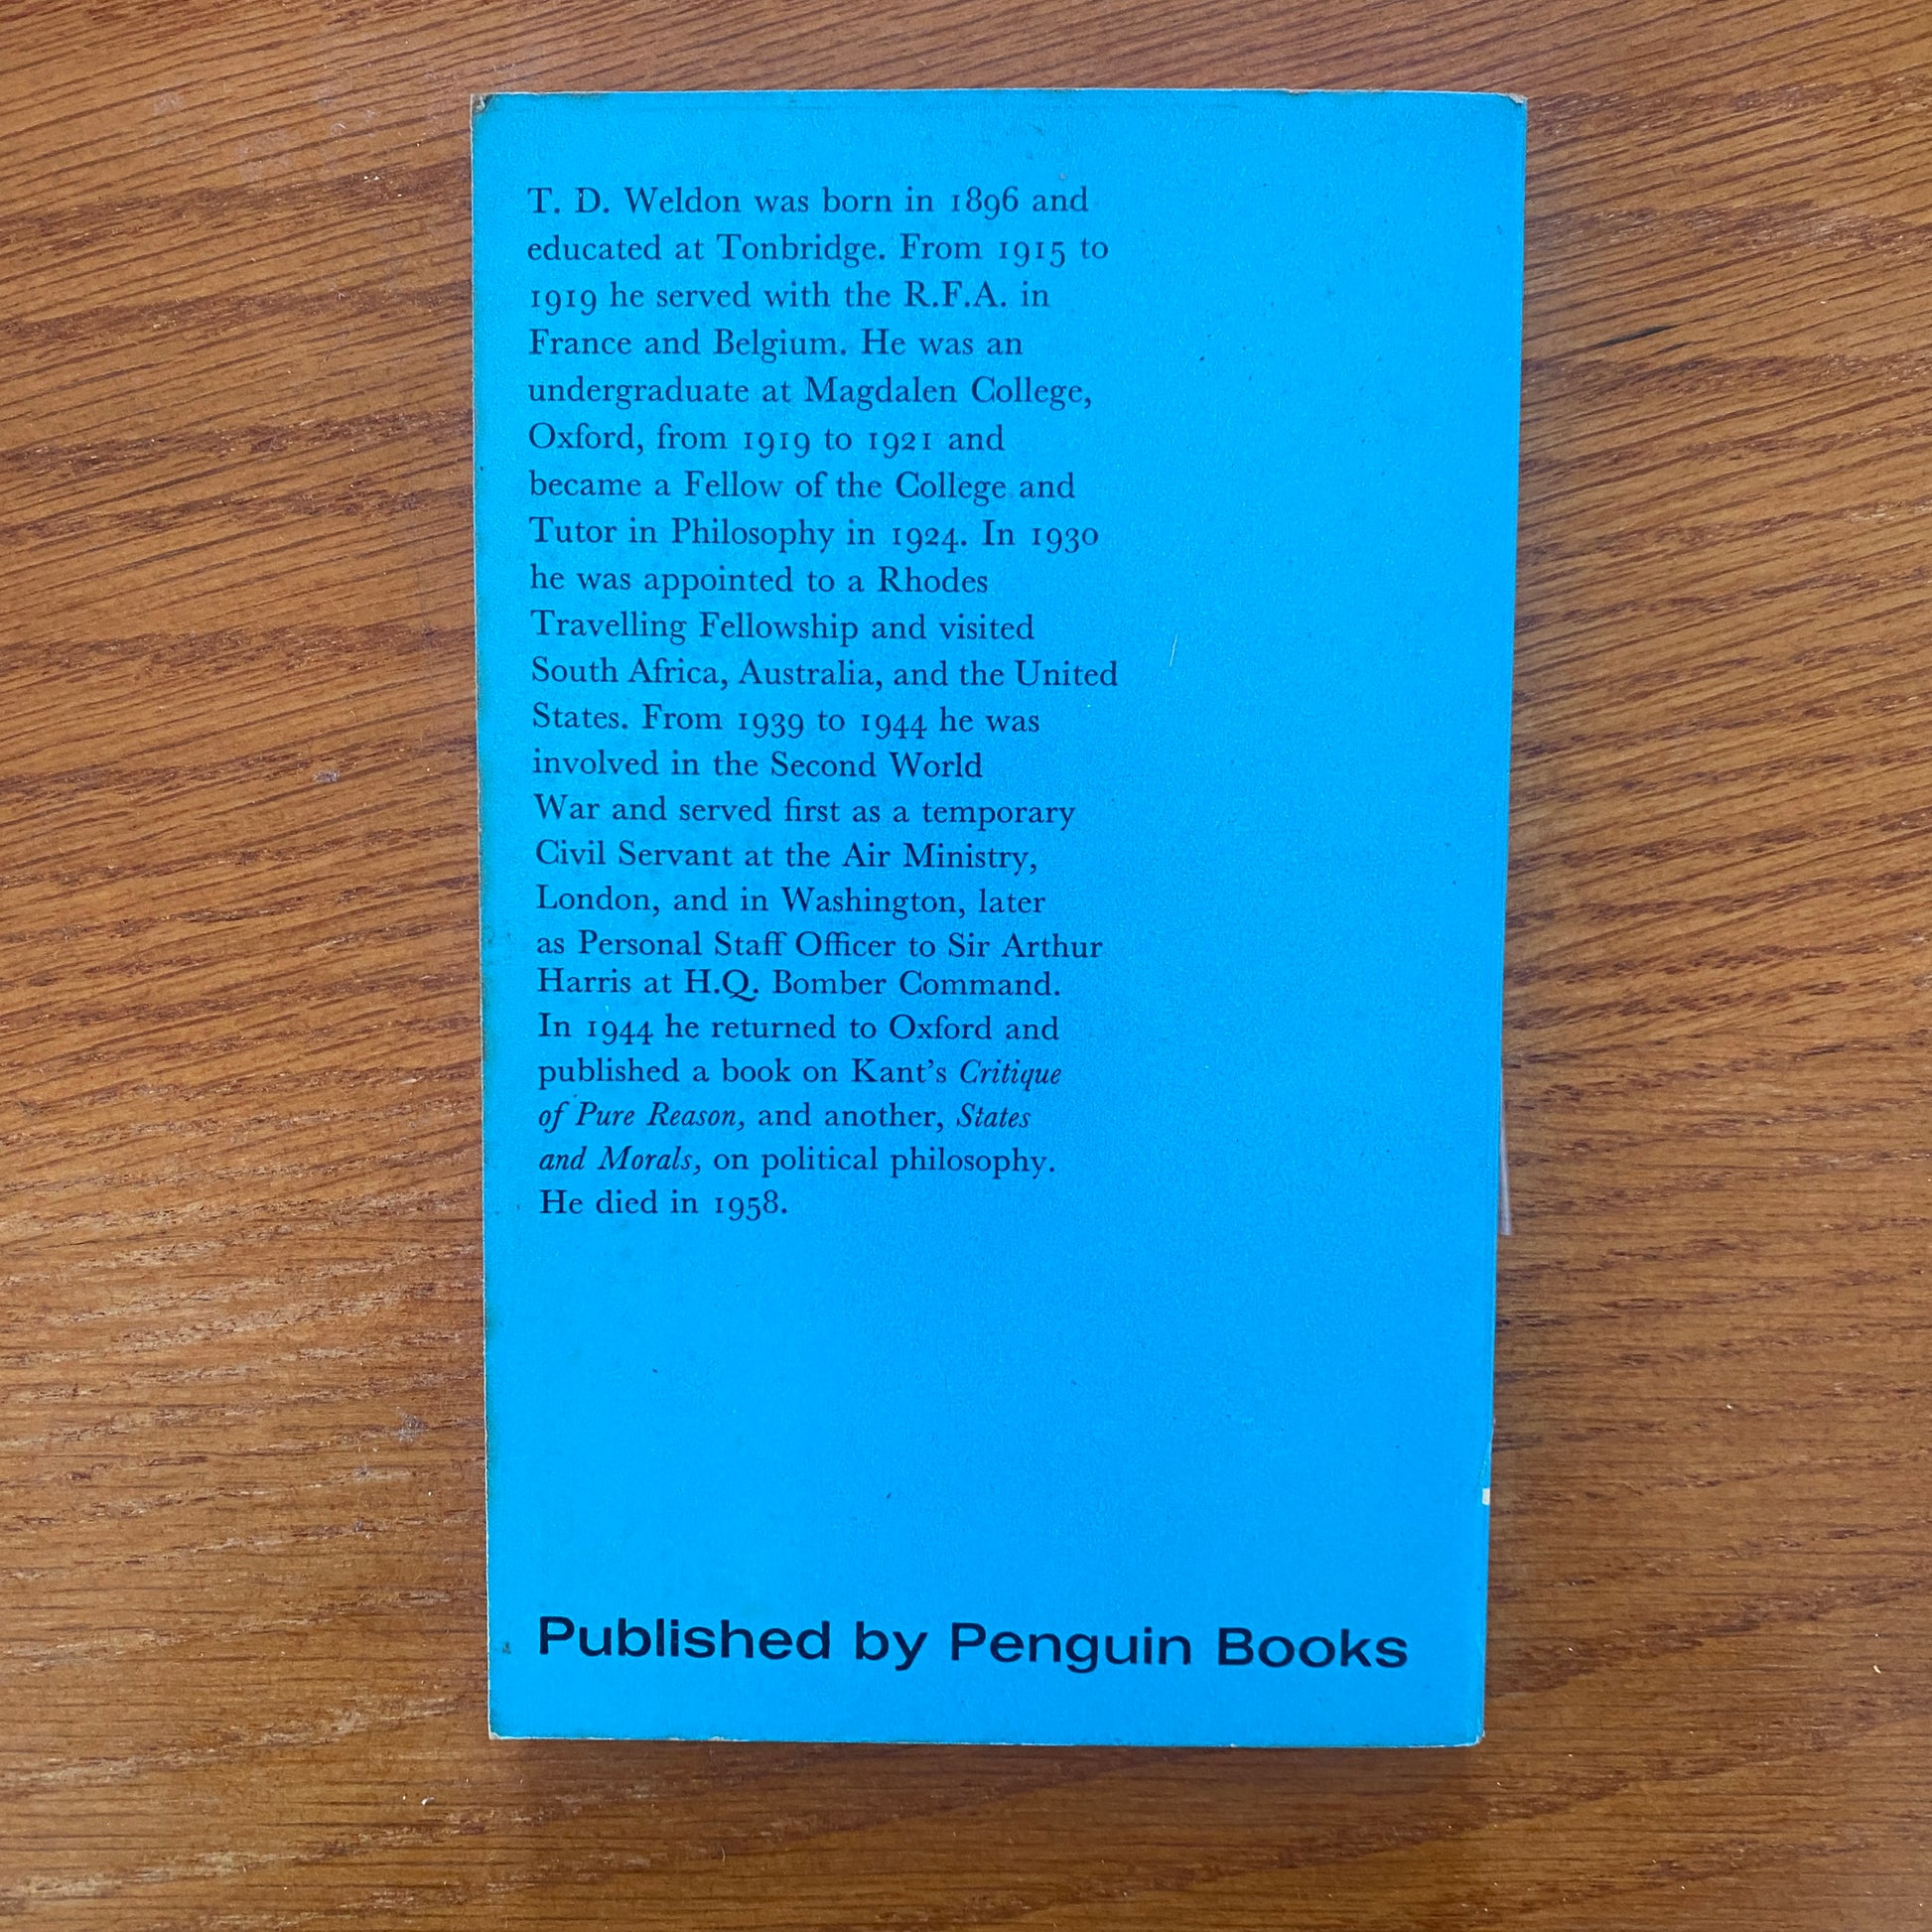 T. D. Weldon was born in 1896 and
educated at Tonbridge. From 1915 to
1919 he served with the R.F.A. in
France and Belgium. He was an
undergraduate at Magdalen College,
Oxford, from 1919 to 1921 and
became a Fellow of the College and
Tutor in Philosophy in 1924. In 1930
he was appointed to a Rhodes
Travelling Fellowship and visited
South Africa, Australia, and the United
States. From 1939 to 1944 he was
involved in the Second World
War and served first as a temporary
Civil Servant at the Air Ministry,
London, and in Washington, later
as Personal Staff Officer to Sir Arthur
Harris at H.Q. Bomber Command.
In 1944 he returned to Oxford and
published a book on Kant's Critique
of Pure Reason, and another, States
and Morals, on political philosophy.
He died in 1958.
Published by Penguin Books